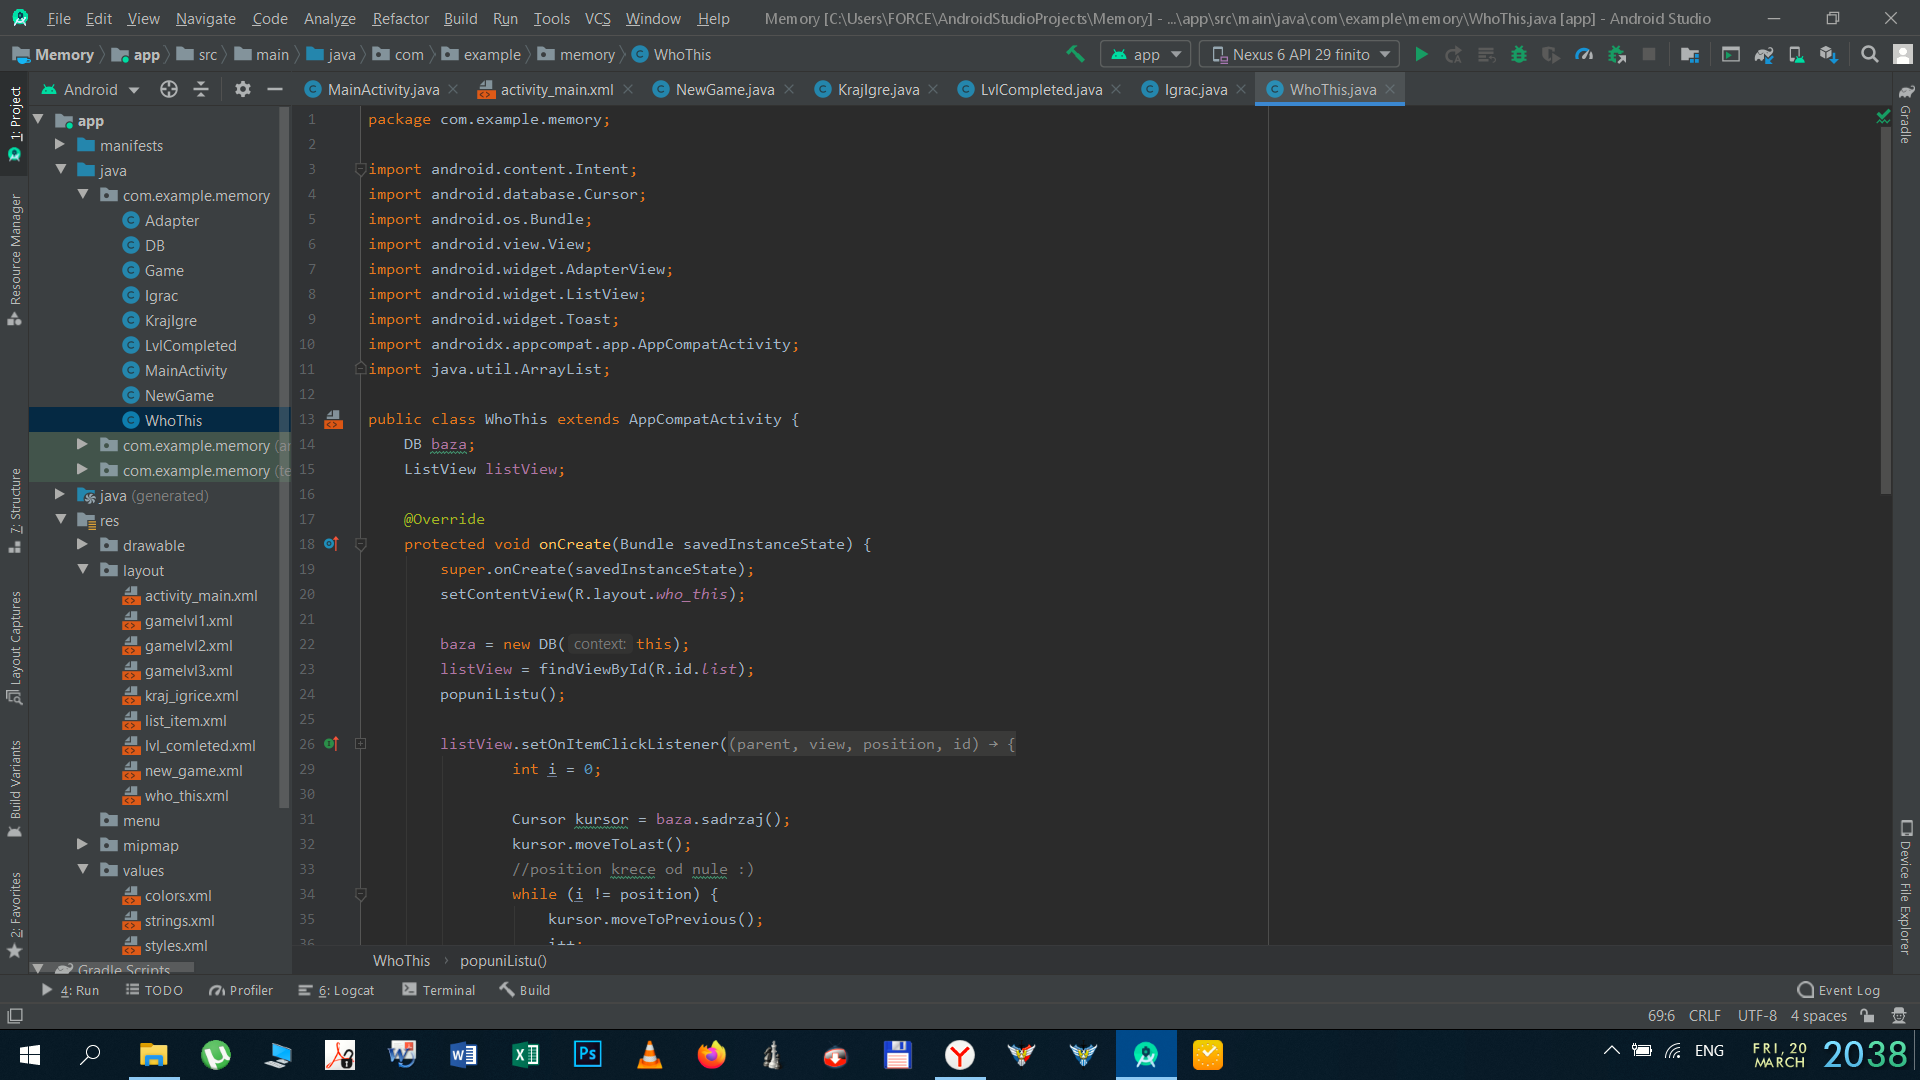 File Edit View Navigate Code Analyze Refactor Build Run Tools VCS Window Help Memory [C:\Users\FORCE\AndroidStudioProjects\Memory] - ...\app\src\main\java\com\example\memory\WhoThis.java [app] - Android Studio
Memory app src main java com example memory WhoThis app Nexus 6 API 29 finito
Android MainActivity.java activity_main.xml NewGame.java KrajIgre.java LvlCompleted.java Igrac.java WhoThis.java
1: Project
Resource Manager
7: Structure
Layout Captures
Build Variants
2: Favorites
app
manifests
java
com.example.memory
Adapter
DB
Game
Igrac
KrajIgre
LvlCompleted
MainActivity
NewGame
WhoThis
com.example.memory (a
com.example.memory (te
java (generated)
res
drawable
layout
activity_main.xml
gamelvl1.xml
gamelvl2.xml
gamelvl3.xml
kraj_igrice.xml
list_item.xml
lvl_comleted.xml
new_game.xml
who_this.xml
menu
mipmap
values
colors.xml
strings.xml
styles.xml
Gradle Scripts
1 package com.example.memory;
2
3 import android.content.Intent;
4 import android.database.Cursor;
5 import android.os.Bundle;
6 import android.view.View;
7 import android.widget.AdapterView;
8 import android.widget.ListView;
9 import android.widget.Toast;
10 import androidx.appcompat.app.AppCompatActivity;
11 import java.util.ArrayList;
12
13 public class WhoThis extends AppCompatActivity {
14 DB baza;
15 ListView listView;
16
17 @Override
18 protected void onCreate(Bundle savedInstanceState) {
19 super.onCreate(savedInstanceState);
20 setContentView(R.layout.who_this);
21
22 baza = new DB( context: this);
23 listView = findViewById(R.id.list);
24 popuniListu();
25
26 listView.setOnItemClickListener((parent, view, position, id) → {
29 int i = 0;
30
31 Cursor kursor = baza.sadrzaj();
32 kursor.moveToLast();
33 //position krece od nule :)
34 while (i != position) {
35 kursor.moveToPrevious();
36 i++;
WhoThis popuniListu()
Gradle
Device File Explorer
4: Run TODO Profiler 6: Logcat Terminal Build Event Log
69:6 CRLF UTF-8 4 spaces
ENG FRI, 20 MARCH 2038